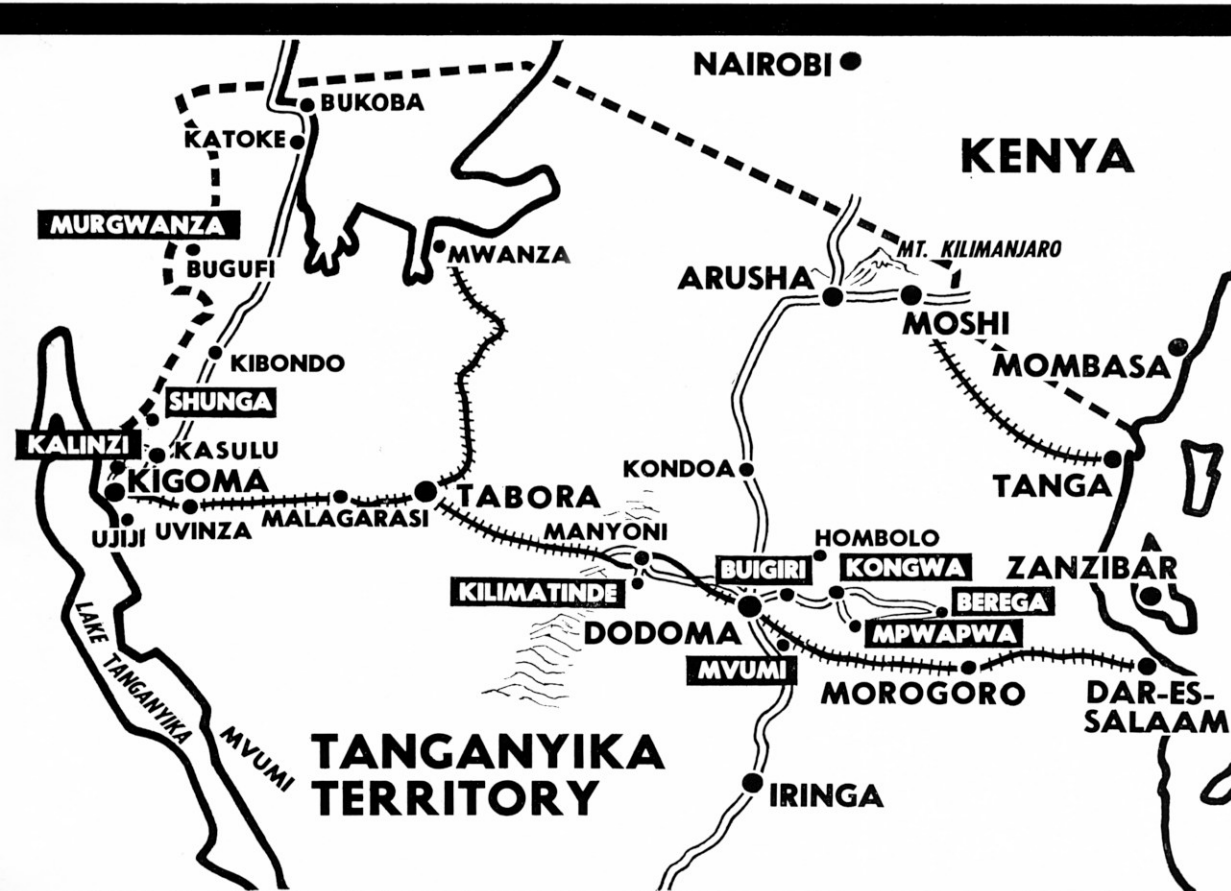 NAIROBI
BUKOBA
KATOKE
KENYA
MURGWANZA
BUGUFI
MWANZA
MT. KILIMANJARO
ARUSHA
MOSHI
KIBONDO
MOMBASA
SHUNGA
KALINZI
KASULU
KIGOMA
KONDOA
TANGA
TABORA
MALAGARASI
UJIJI
UVINZA
MANYONI
HOMBOLO
BUIGIRI
KONGWA
ZANZIBAR
KILIMATINDE
BEREGA
DODOMA
MPWAPWA
MVUMI
MOROGORO
DAR-ES-
SALAAM
LAKE TANGANYIKA
MVUMI
TANGANYIKA
TERRITORY
IRINGA